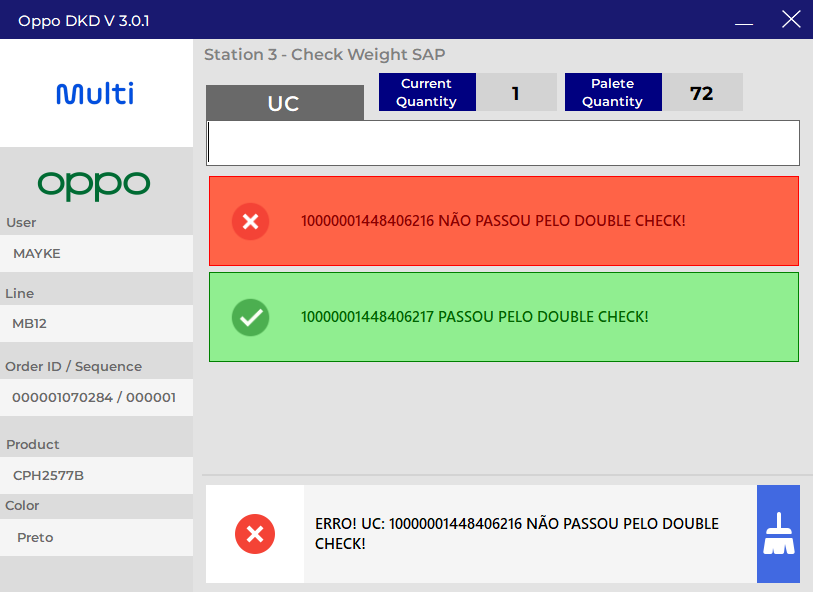 Oppo DKD V 3.0.1
Multi
oppo
User
MAYKE
Line
MB12
Order ID / Sequence
000001070284 / 000001
Product
CPH2577B
Color
Preto
Station 3 - Check Weight SAP
UC
Current
Quantity
1
Palete
Quantity
72
10000001448406216 NÃO PASSOU PELO DOUBLE CHECK!
10000001448406217 PASSOU PELO DOUBLE CHECK!
ERRO! UC: 10000001448406216 NÃO PASSOU PELO DOUBLE
CHECK!